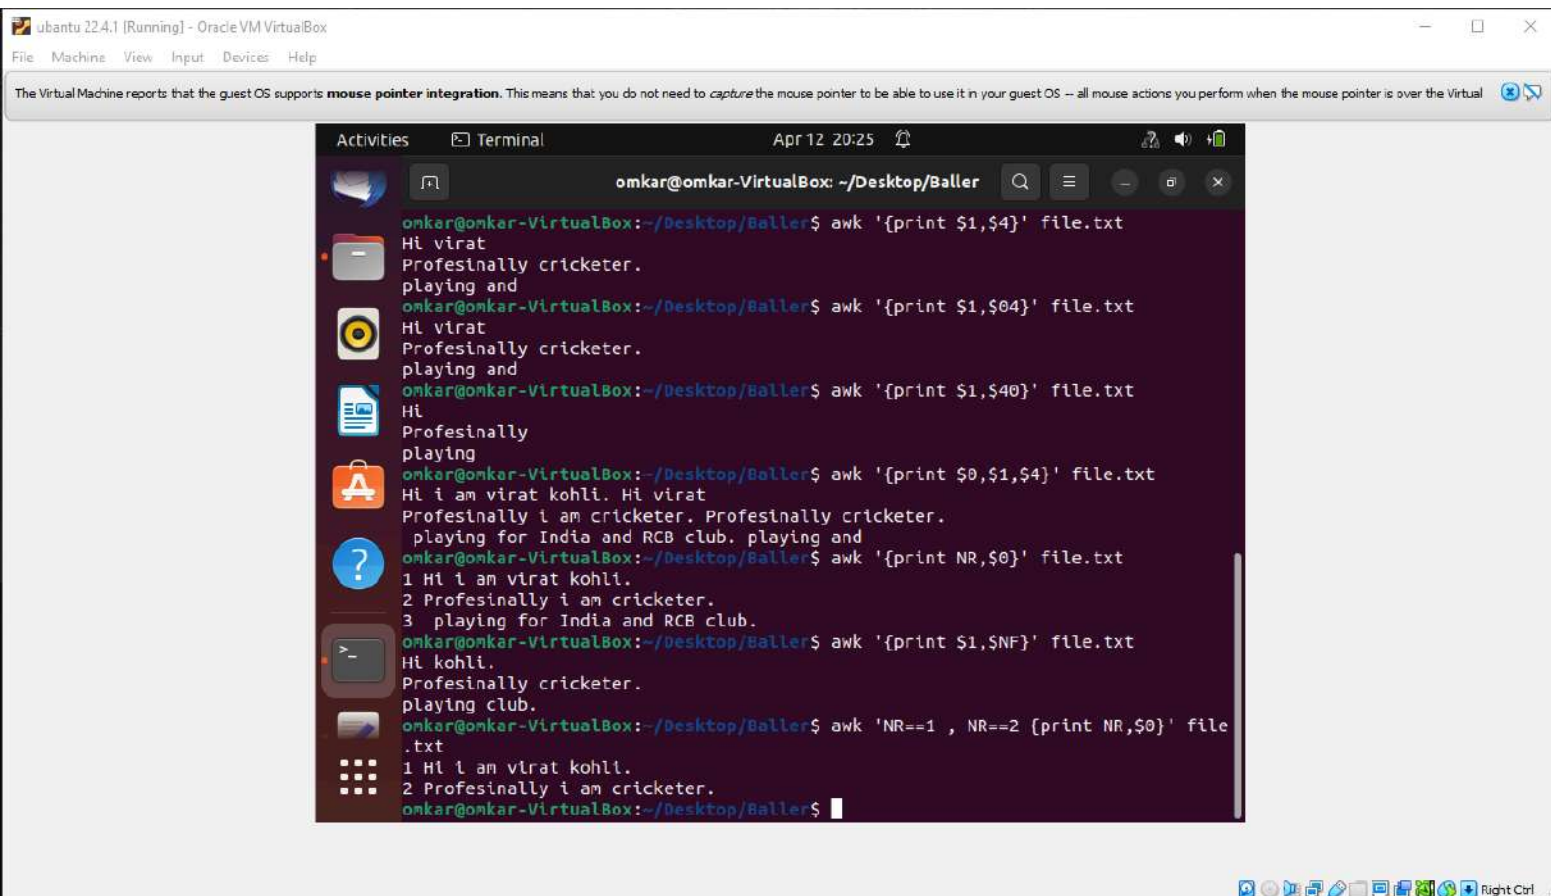 ubantu 22.4.1 [Running] - Oracle VM VirtualBox
File Machine View Input Devices Help
The Virtual Machine reports that the guest OS supports mouse pointer integration. This means that you do not need to capture the mouse pointer to be able to use it in your guest OS -- all mouse actions you perform when the mouse pointer is over the Virtual
Activities Terminal Apr 12 20:25
omkar@omkar-VirtualBox: ~/Desktop/Baller
omkar@omkar-VirtualBox:~/Desktop/Baller$ awk '{print $1,$4}' file.txt
Hi virat
Profesinally cricketer.
playing and
omkar@omkar-VirtualBox:~/Desktop/Baller$ awk '{print $1,$04}' file.txt
Hi virat
Profesinally cricketer.
playing and
omkar@omkar-VirtualBox:~/Desktop/Baller$ awk '{print $1,$40}' file.txt
Hi
Profesinally
playing
omkar@omkar-VirtualBox:~/Desktop/Baller$ awk '{print $0,$1,$4}' file.txt
Hi i am virat kohli. Hi virat
Profesinally i am cricketer. Profesinally cricketer.
 playing for India and RCB club. playing and
omkar@omkar-VirtualBox:~/Desktop/Baller$ awk '{print NR,$0}' file.txt
1 Hi i am virat kohli.
2 Profesinally i am cricketer.
3  playing for India and RCB club.
omkar@omkar-VirtualBox:~/Desktop/Baller$ awk '{print $1,$NF}' file.txt
Hi kohli.
Profesinally cricketer.
playing club.
omkar@omkar-VirtualBox:~/Desktop/Baller$ awk 'NR==1 , NR==2 {print NR,$0}' file
.txt
1 Hi i am virat kohli.
2 Profesinally i am cricketer.
omkar@omkar-VirtualBox:~/Desktop/Baller$
Right Ctrl